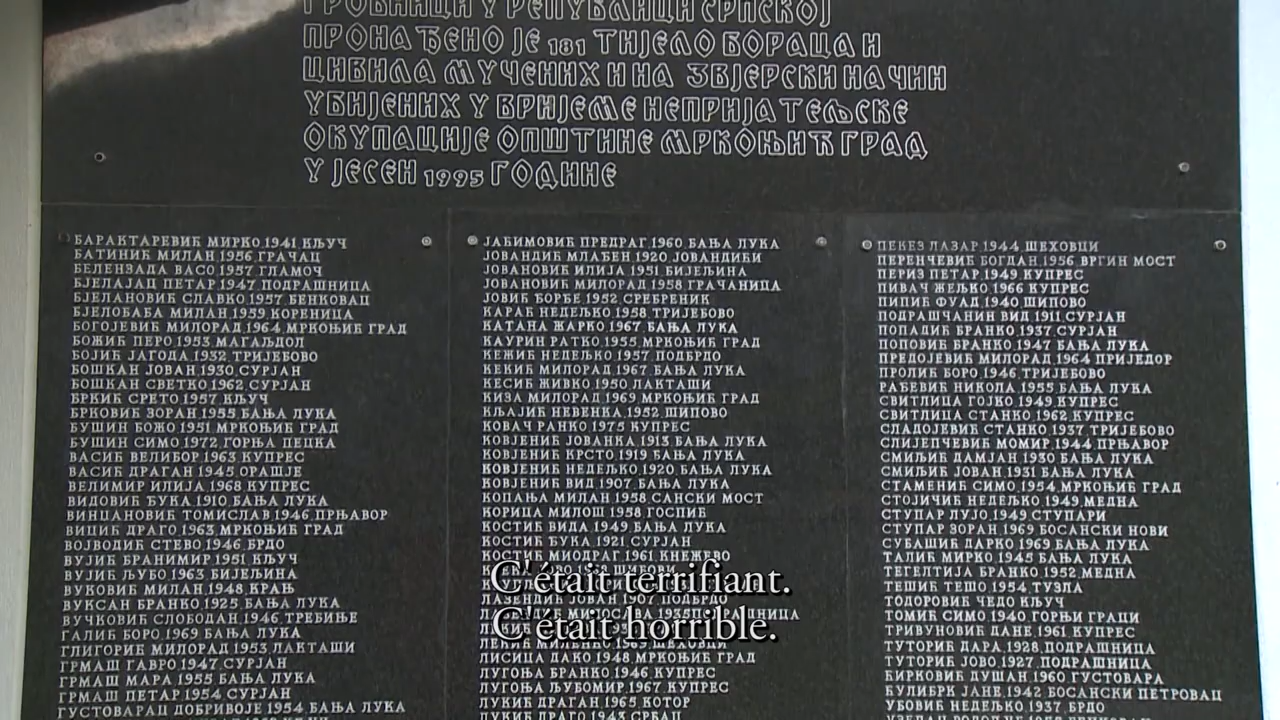 ГРОБНИЦИ У РЕПУБЛИЦИ СРПСКОЈ
ПРОНАЂЕНО ЈЕ 181 ТИЈЕЛО БОРАЦА И
ЦИВИЛА МУЧЕНИХ И НА ЗВЈЕРСКИ НАЧИН
УБИЈЕНИХ У ВРИЈЕМЕ НЕПРИЈАТЕЉСКЕ
ОКУПАЦИЈЕ ОПШТИНЕ МРКОЊИЋ ГРАД
У ЈЕСЕН 1995 ГОДИНЕ
БАРАКТАРЕВИЋ МИРКО,1941,КЉУЧ
БАТИНИЋ МИЛАН 1956,ГРАЧАЦ
БЕЛЕНЗАДА ВАСО 1937,ГЛАМОЧ
БЈЕЛАЈАЦ ПЕТАР 1947 ПОДРАШНИЦА
БЈЕЛАНОВИЋ СЛАВКО 1957,БЕНКОВАЦ
БЈЕЛОБАБА МИЛАН 1959,КОРЕНИЦА
БОГОЈЕВИЋ МИЛОРАД,1964,МРКОЊИЋ ГРАД
БОЖИЋ ПЕРО 1953,МАГАЉДОЛ
БОЈИЋ ЈАГОДА,1932,ТРИЈЕБОВО
БОШКАН ЈОВАН,1930 СУРЈАН
БОШКАН СВЕТКО 1962,СУРЈАН
БРКИЋ СРЕТО 1957 КЉУЧ
БРКОВИЋ ЗОРАН 1955 БАЊА ЛУКА
БУШИН БОЖО 1951 МРКОЊИЋ ГРАД
БУШИН СИМО 1972,ГОРЊА ПЕЦКА
ВАСИЋ ВЕЛИБОР 1963,КУПРЕС
ВАСИЋ ДРАГАН 1945 ОРАШЈЕ
ВЕЛИМИР ИЛИЈА,1968 КУПРЕС
ВИДОВИЋ ЂУКА,1910,БАЊА ЛУКА
ВИНЦАНОВИЋ ТОМИСЛАВ 1946,ПРЊАВОР
ВИЦИЋ ДРАГО 1963 МРКОЊИЋ ГРАД
ВОЈВОДИЋ СТЕВО,1946,БРДО
ВУЈИЋ БРАНИМИР 1951 КЉУЧ
ВУЈИЋ ЉУБО 1963,БИЈЕЉИНА
ВУКОВИЋ МИЛАН 1948 КРАЊ
ВУКСАН БРАНКО 1925,БАЊА ЛУКА
ВУЧКОВИЋ СЛОБОДАН,1946 ТРЕБИЊЕ
ГАЛИЋ БОРО 1969 БАЊА ЛУКА
ГЛИГОРИЋ МИЛОРАД 1953,ЛАКТАШИ
ГРМАШ ГАВРО 1947,СУРЈАН
ГРМАШ МАРА 1955 БАЊА ЛУКА
ГРМАШ ПЕТАР 1954 СУРЈАН
ГУСТОВАРАЦ ДОБРИВОЈЕ 1954,БАЊА ЛУКА
ЈАЋИМОВИЋ ПРЕДРАГ,1960 БАЊА ЛУКА
ЈОВАНДИЋ МЛАЂЕН 1920 ЈОВАНДИЋИ
ЈОВАНОВИЋ ИЛИЈА 1951,БИЈЕЉИНА
ЈОВАНОВИЋ МИЛОРАД 1958 ГРАЧАНИЦА
ЈОВИЋ ЂОРЂЕ 1952,СРЕБРЕНИК
КАРАЋ НЕДЕЉКО,1958,ТРИЈЕБОВО
КАТАНА ЖАРКО 1967,БАЊА ЛУКА
КАУРИН РАТКО 1955,МРКОЊИЋ ГРАД
КЕЖИЋ НЕДЕЉКО 1957,ПОДБРДО
КЕКИЋ МИЛОРАД,1967,БАЊА ЛУКА
КЕСИЋ ЖИВКО 1950 ЛАКТАШИ
КИЗА МИЛОРАД 1969 МРКОЊИЋ ГРАД
КЉАЈИЋ НЕВЕНКА,1952,ШИПОВО
КОВАЧ РАНКО 1975 КУПРЕС
КОВЈЕНИЋ ЈОВАНКА,1913,БАЊА ЛУКА
КОВЈЕНИЋ КРСТО,1919 БАЊА ЛУКА
КОВЈЕНИЋ НЕДЕЉКО,1920,БАЊА ЛУКА
КОВЈЕНИЋ ВИД 1907 БАЊА ЛУКА
КОПАЊА МИЛАН 1958 САНСКИ МОСТ
КОРИЦА МИЛОШ 1958 ГОСПИЋ
КОСТИЋ ВИДА 1949 БАЊА ЛУКА
КОСТИЋ ЂУКА 1921 СУРЈАН
КОСТИЋ МИОДРАГ 1961 КНЕЖЕВО
C'était terrifiant.
ЛАЗЕНДИЋ ЈОВАН 1907 ПОДБРДО
C'était horrible.
ЛИСИЦА ДАКО 1948 МРКОЊИЋ ГРАД
ЛУГОЊА БРАНКО 1946 КУПРЕС
ЛУГОЊА ЉУБОМИР,1967,КУПРЕС
ЛУКИЋ ДРАГАН 1965 КОТОР
ЛУКИЋ ДРАГО 1943 СРБАЦ
ПЕКЕЗ ЛАЗАР,1944 ШЕХОВЦИ
ПЕРЕНЧЕВИЋ БОГДАН,1956 ВРГИН МОСТ
ПЕРИЗ ПЕТАР,1949,КУПРЕС
ПИВАЧ ЖЕЉКО,1966 КУПРЕС
ПИПИЋ ФУАД,1940 ШИПОВО
ПОДРАШЧАНИН ВИД 1911,СУРЈАН
ПОПАДИЋ БРАНКО,1937,СУРЈАН
ПОПОВИЋ БРАНКО,1947 БАЊА ЛУКА
ПРЕДОЈЕВИЋ МИЛОРАД,1964 ПРИЈЕДОР
ПРОЛИЋ БОРО,1946,ТРИЈЕБОВО
РАЂЕВИЋ НИКОЛА,1955 БАЊА ЛУКА
СВИТЛИЦА ГОЈКО,1949,КУПРЕС
СВИТЛИЦА СТАНКО,1962,КУПРЕС
СЛАДОЈЕВИЋ СТАНКО 1937,ТРИЈЕБОВО
СЛИЈЕПЧЕВИЋ МОМИР,1944 ПРЊАВОР
СМИЉИЋ ДАМЈАН,1930 БАЊА ЛУКА
СМИЉИЋ ЈОВАН,1931 БАЊА ЛУКА
СТАМЕНИЋ СИМО,1954,МРКОЊИЋ ГРАД
СТОЈИЧИЋ НЕДЕЉКО 1949,МЕДНА
СТУПАР ЛУЈО,1949 СТУПАРИ
СТУПАР ЗОРАН 1969 БОСАНСКИ НОВИ
СУБАШИЋ ДАРКО,1969,БАЊА ЛУКА
ТАЛИЋ МИРКО 1945 БАЊА ЛУКА
ТЕГЕЛТИЈА БРАНКО 1952,МЕДНА
ТЕШИЋ ТЕШО 1954 ТУЗЛА
ТОДОРОВИЋ ЧЕДО КЉУЧ
ТОМИЋ СИМО,1940,ГОРЊИ ГРАЦИ
ТРИВУНОВИЋ ДАНЕ,1961,КУПРЕС
ТУТОРИЋ ДАРА,1928,ПОДРАШНИЦА
ТУТОРИЋ ЈОВО,1927,ПОДРАШНИЦА
ЋИРКОВИЋ ДУШАН 1960 ГУСТОВАРА
ЋУЛИБРК ЈАНЕ,1942 БОСАНСКИ ПЕТРОВАЦ
УБОВИЋ НЕДЕЉКО 1937,БРДО